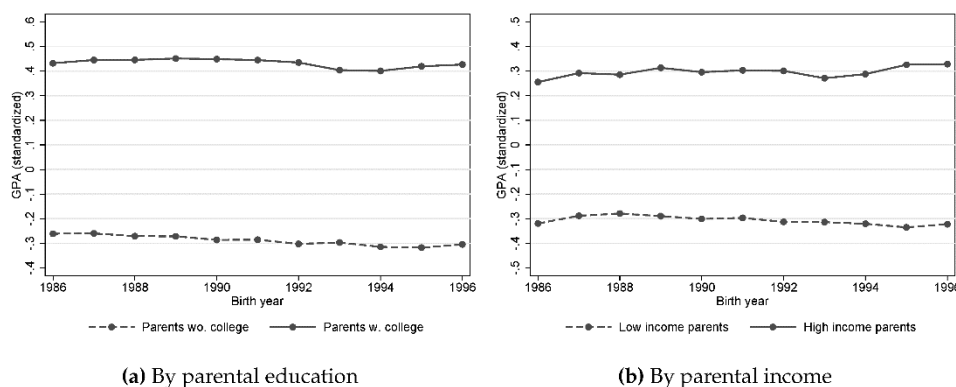 GPA (standardized)
-.4 -.3 -.2 -.1 0 .1 .2 .3 .4 .5 .6
1986 1988 1990 1992 1994 1996
Birth year
Parents wo. college Parents w. college
(a) By parental education
GPA (standardized)
-.5 -.4 -.3 -.2 -.1 0 .1 .2 .3 .4 .5
1986 1988 1990 1992 1994 1996
Birth year
Low income parents High income parents
(b) By parental income